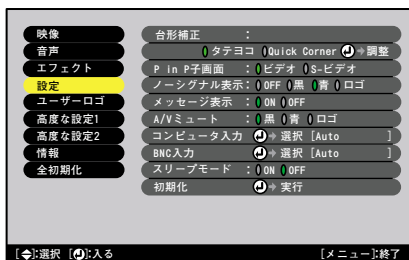 映像
音声
エフェクト
設定
ユーザーロゴ
高度な設定1
高度な設定2
情報
全初期化
台形補正 :
タテヨコ Quick Corner →調整
P in P子画面 : ビデオ S-ビデオ
ノーシグナル表示: OFF 黒 青 ロゴ
メッセージ表示 : ON OFF
A/Vミュート : 黒 青 ロゴ
コンピュータ入力 →選択 [Auto ]
BNC入力 →選択 [Auto ]
スリープモード : ON OFF
初期化 →実行
[◆]:選択 [⏎]:入る [メニュー]:終了